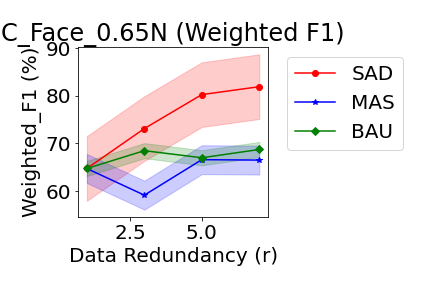 C_Face_0.65N (Weighted F1)
Weighted_F1 (%)
90
80
70
60
2.5 5.0
Data Redundancy (r)
SAD
MAS
BAU